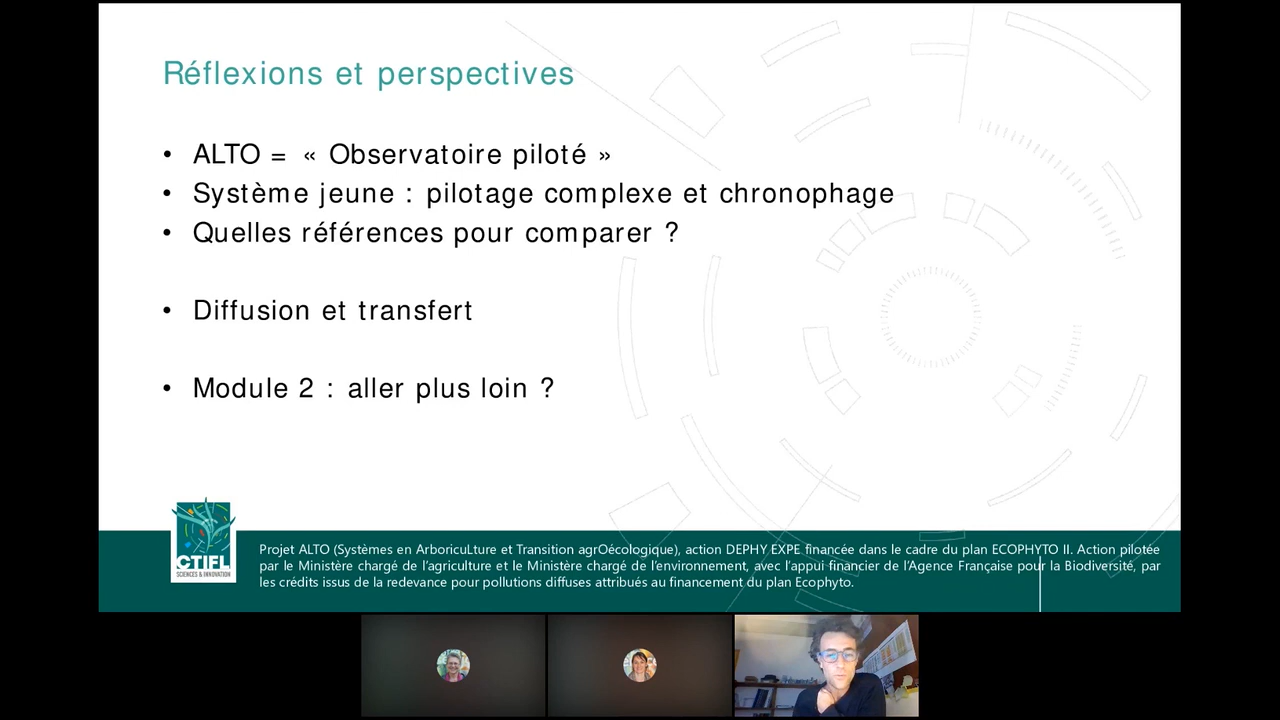 Réflexions et perspectives
• ALTO = « Observatoire piloté »
• Système jeune : pilotage complexe et chronophage
• Quelles références pour comparer ?
• Diffusion et transfert
• Module 2 : aller plus loin ?
CTIFL
SCIENCES & INNOVATION
Projet ALTO (Systèmes en ArboricuLture et Transition agrOécologique), action DEPHY EXPE financée dans le cadre du plan ECOPHYTO II. Action pilotée
par le Ministère chargé de l'agriculture et le Ministère chargé de l'environnement, avec l'appui financier de l'Agence Française pour la Biodiversité, par
les crédits issus de la redevance pour pollutions diffuses attribués au financement du plan Ecophyto.